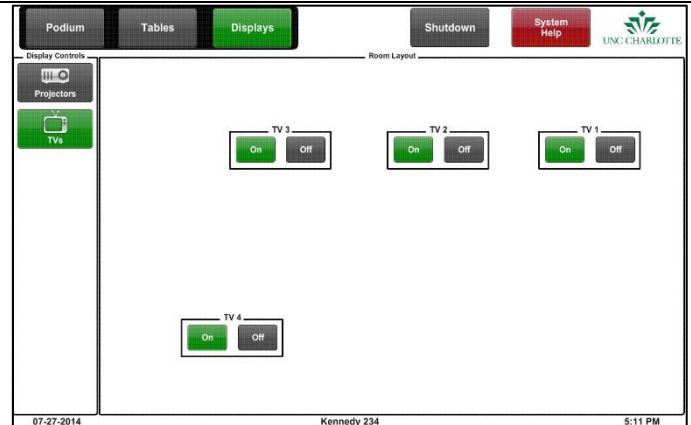 Podium
Tables
Displays
Shutdown
System
Help
UNC CHARLOTTE
Display Controls
Room Layout
Projectors
TVs
TV 3
On
Off
TV 2
On
Off
TV 1
On
Off
TV 4
On
Off
07-27-2014
Kennedy 234
5:11 PM